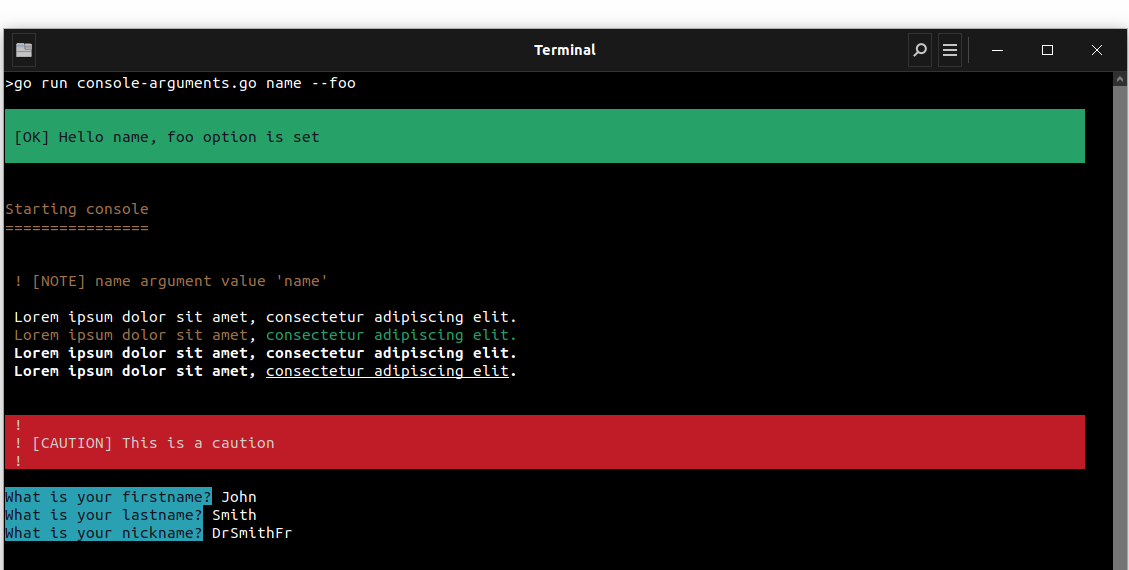 Terminal
>go run console-arguments.go name --foo
[OK] Hello name, foo option is set
Starting console
================
! [NOTE] name argument value 'name'
Lorem ipsum dolor sit amet, consectetur adipiscing elit.
Lorem ipsum dolor sit amet, consectetur adipiscing elit.
Lorem ipsum dolor sit amet, consectetur adipiscing elit.
Lorem ipsum dolor sit amet, consectetur adipiscing elit.
!
! [CAUTION] This is a caution
!
What is your firstname? John
What is your lastname? Smith
What is your nickname? DrSmithFr